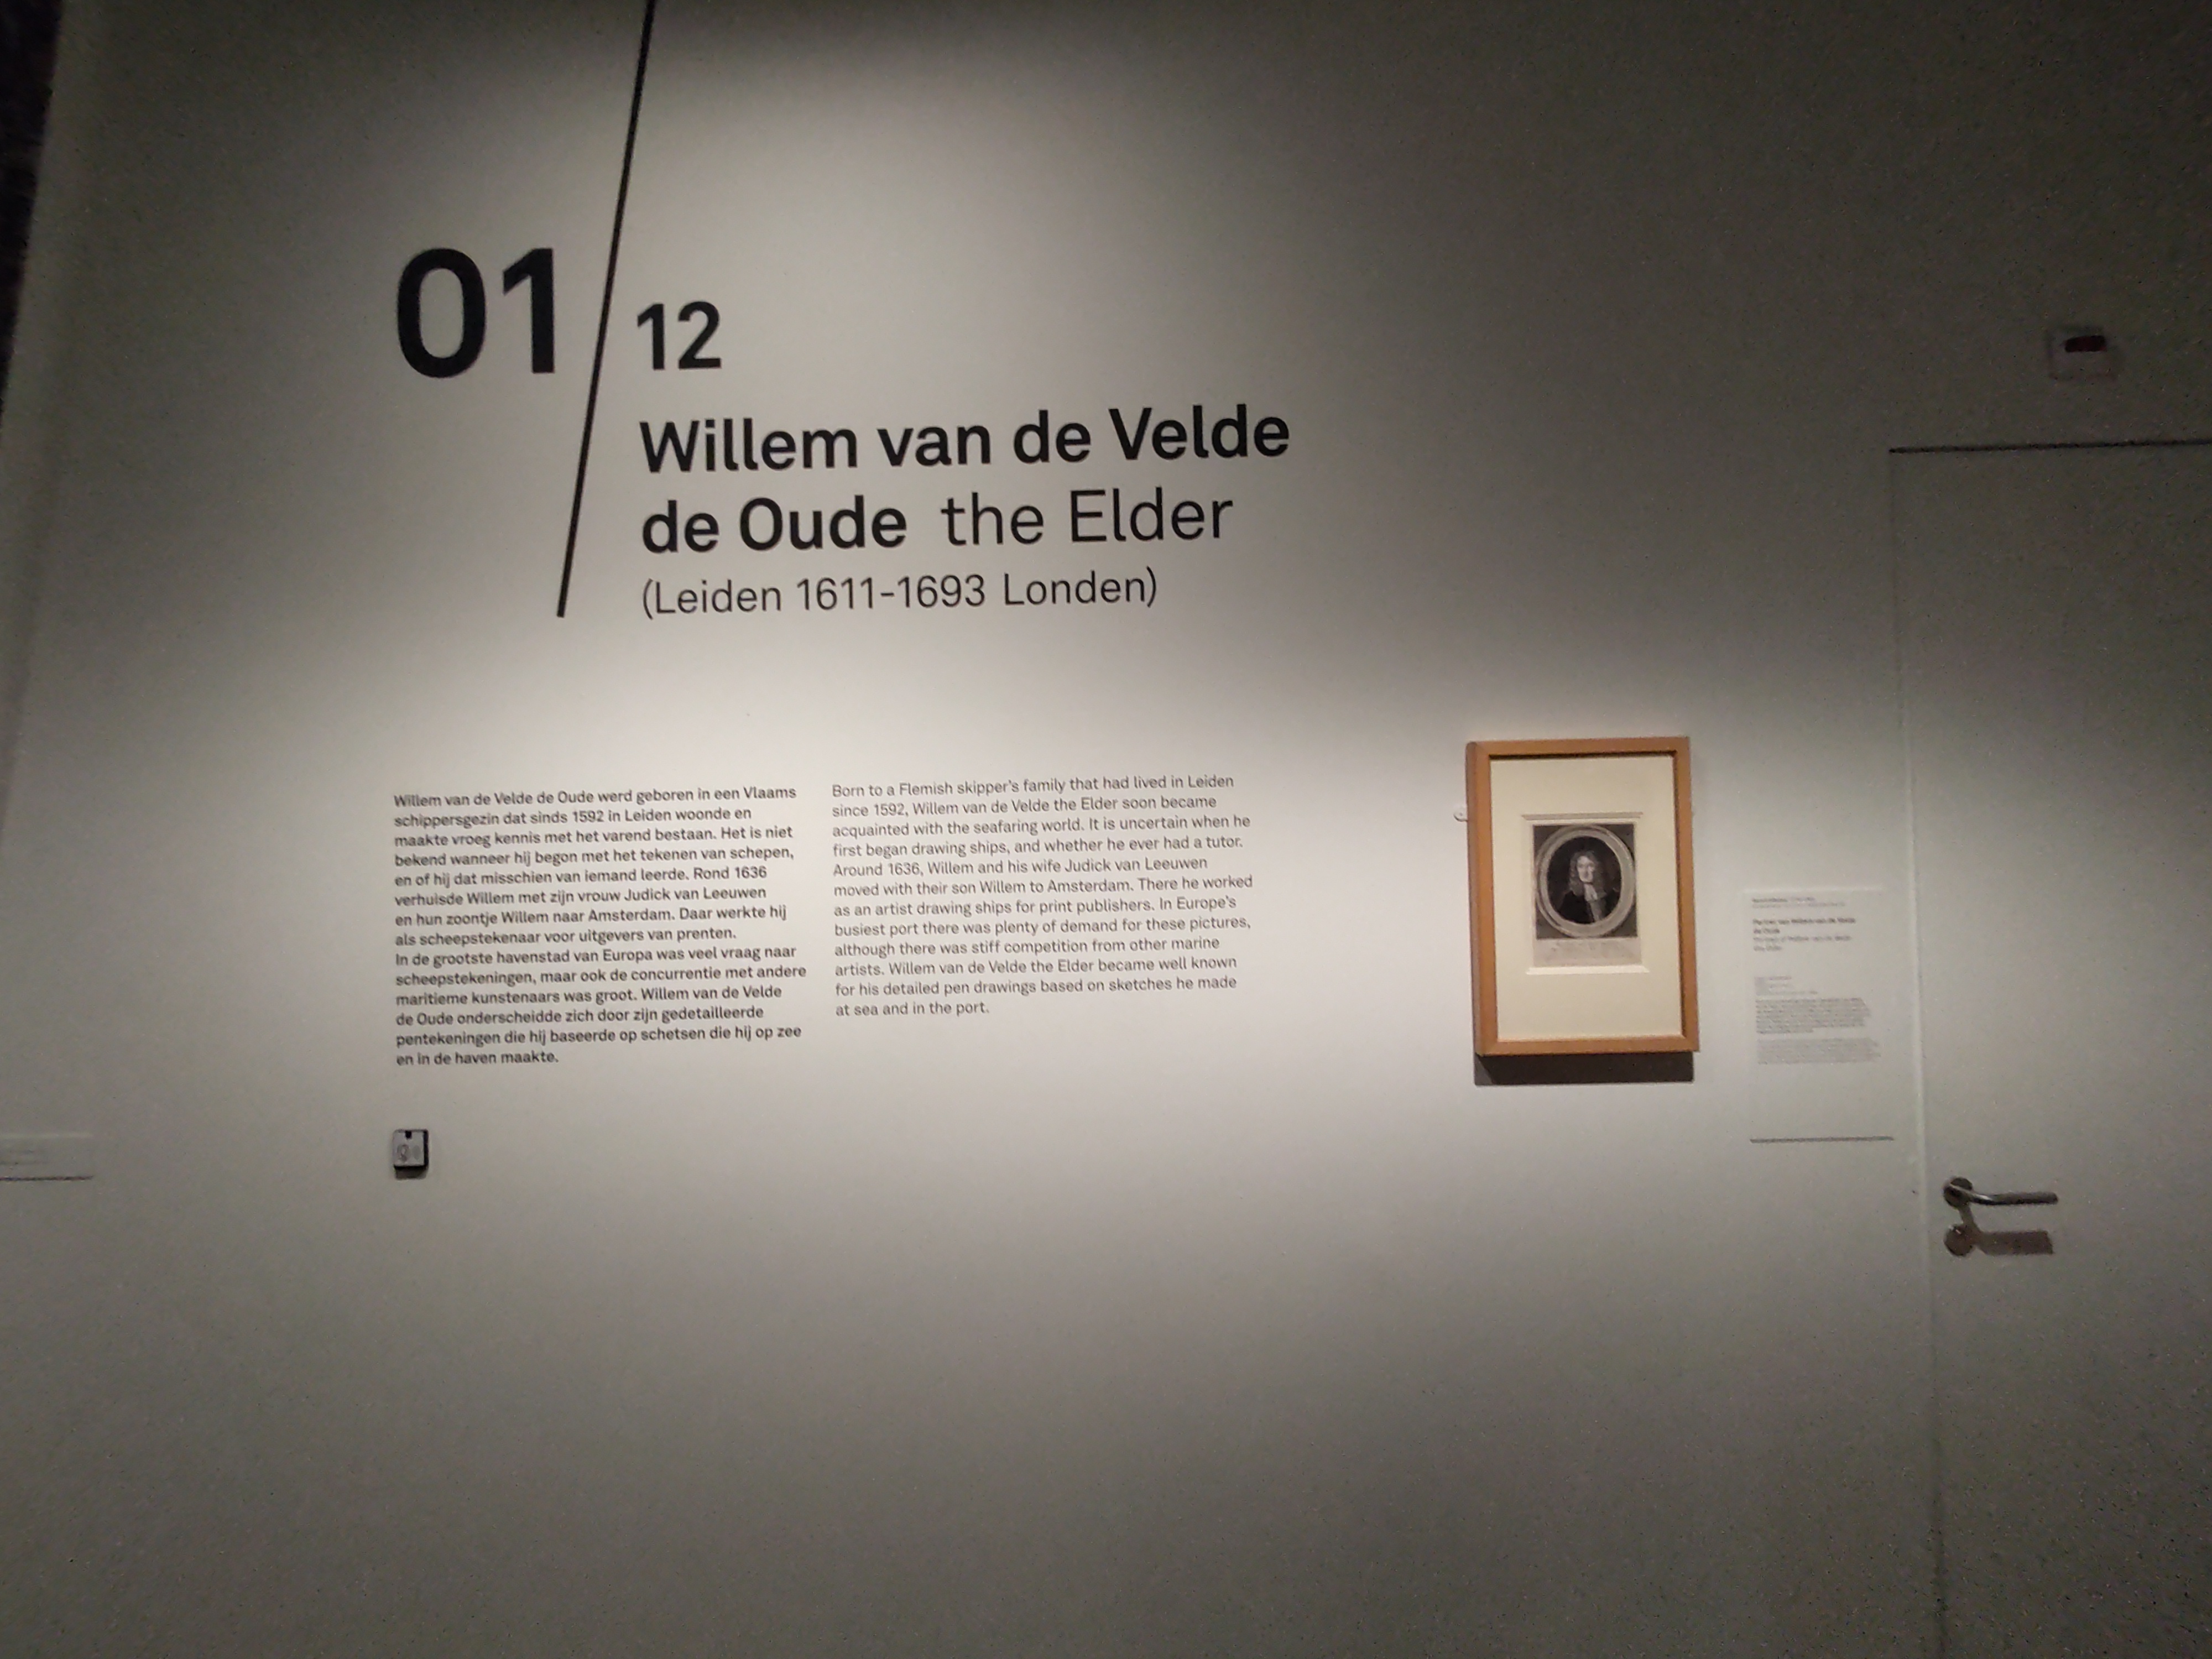 01
12
Willem van de Velde
de Oude the Elder
(Leiden 1611-1693 Londen)
Willem van de Velde de Oude werd geboren in een Vlaams
schippersgezin dat sinds 1592 in Leiden woonde en
maakte vroeg kennis met het varend bestaan. Het is niet
bekend wanneer hij begon met het tekenen van schepen,
en of hij dat misschien van iemand leerde. Rond 1636
verhuisde Willem met zijn vrouw Judick van Leeuwen
en hun zoontje Willem naar Amsterdam. Daar werkte hij
als scheepstekenaar voor uitgevers van prenten.
In de grootste havenstad van Europa was veel vraag naar
scheepstekeningen, maar ook de concurrentie met andere
maritieme kunstenaars was groot. Willem van de Velde
de Oude onderscheidde zich door zijn gedetailleerde
pentekeningen die hij baseerde op schetsen die hij op zee
en in de haven maakte.
Born to a Flemish skipper's family that had lived in Leiden
since 1592, Willem van de Velde the Elder soon became
acquainted with the seafaring world. It is uncertain when he
first began drawing ships, and whether he ever had a tutor.
Around 1636, Willem and his wife Judick van Leeuwen
moved with their son Willem to Amsterdam. There he worked
as an artist drawing ships for print publishers. In Europe's
busiest port there was plenty of demand for these pictures,
although there was stiff competition from other marine
artists. Willem van de Velde the Elder became well known
for his detailed pen drawings based on sketches he made
at sea and in the port.